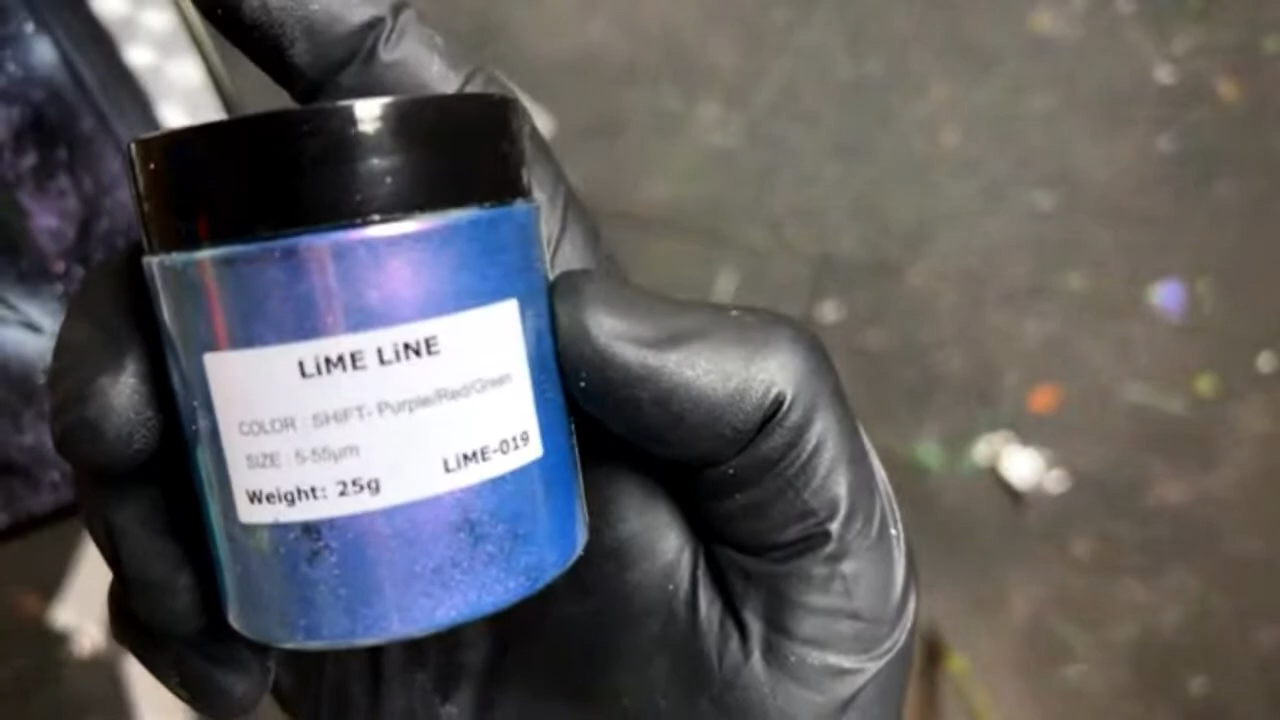 LiME LiNE
COLOR : SHIFT- Purple/Red/Green
SIZE : 5-55µm
LiME-019
Weight: 25g